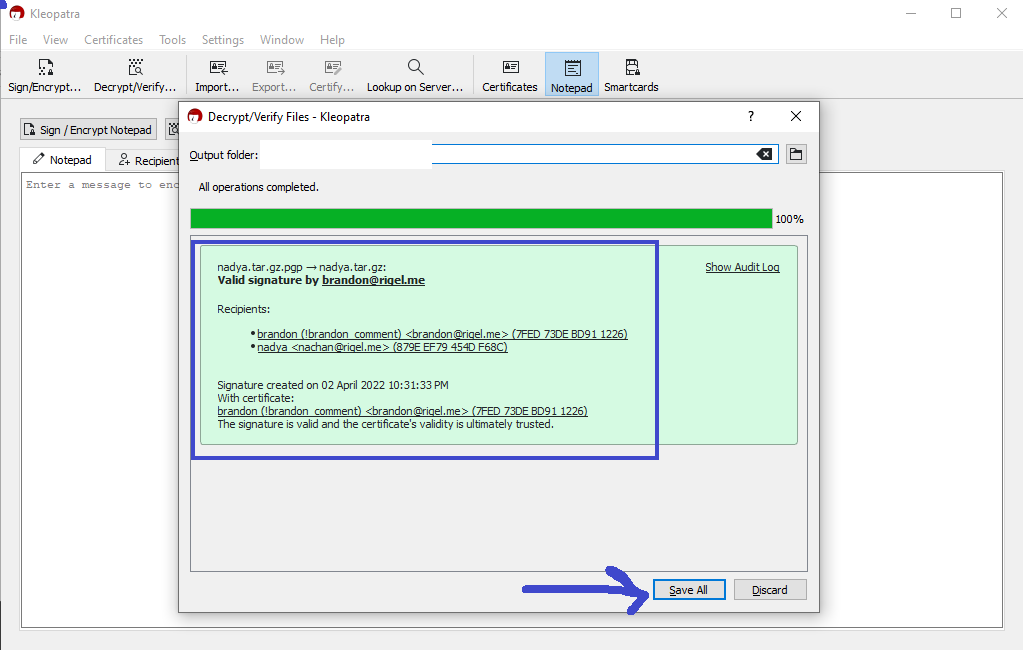 Kleopatra
File View Certificates Tools Settings Window Help
Sign/Encrypt... Decrypt/Verify... Import... Export... Certify... Lookup on Server... Certificates Notepad Smartcards
Decrypt/Verify Files - Kleopatra ?
Sign / Encrypt Notepad
Output folder:
Notepad Recipient
Enter a message to enc
All operations completed.
100%
nadya.tar.gz.pgp → nadya.tar.gz: Show Audit Log
Valid signature by brandon@rigel.me
Recipients:
• brandon (!brandon_comment) <brandon@rigel.me> (7FED 73DE BD91 1226)
• nadya <nachan@rigel.me> (879E EF79 454D F68C)
Signature created on 02 April 2022 10:31:33 PM
With certificate:
brandon (!brandon_comment) <brandon@rigel.me> (7FED 73DE BD91 1226)
The signature is valid and the certificate's validity is ultimately trusted.
Save All Discard